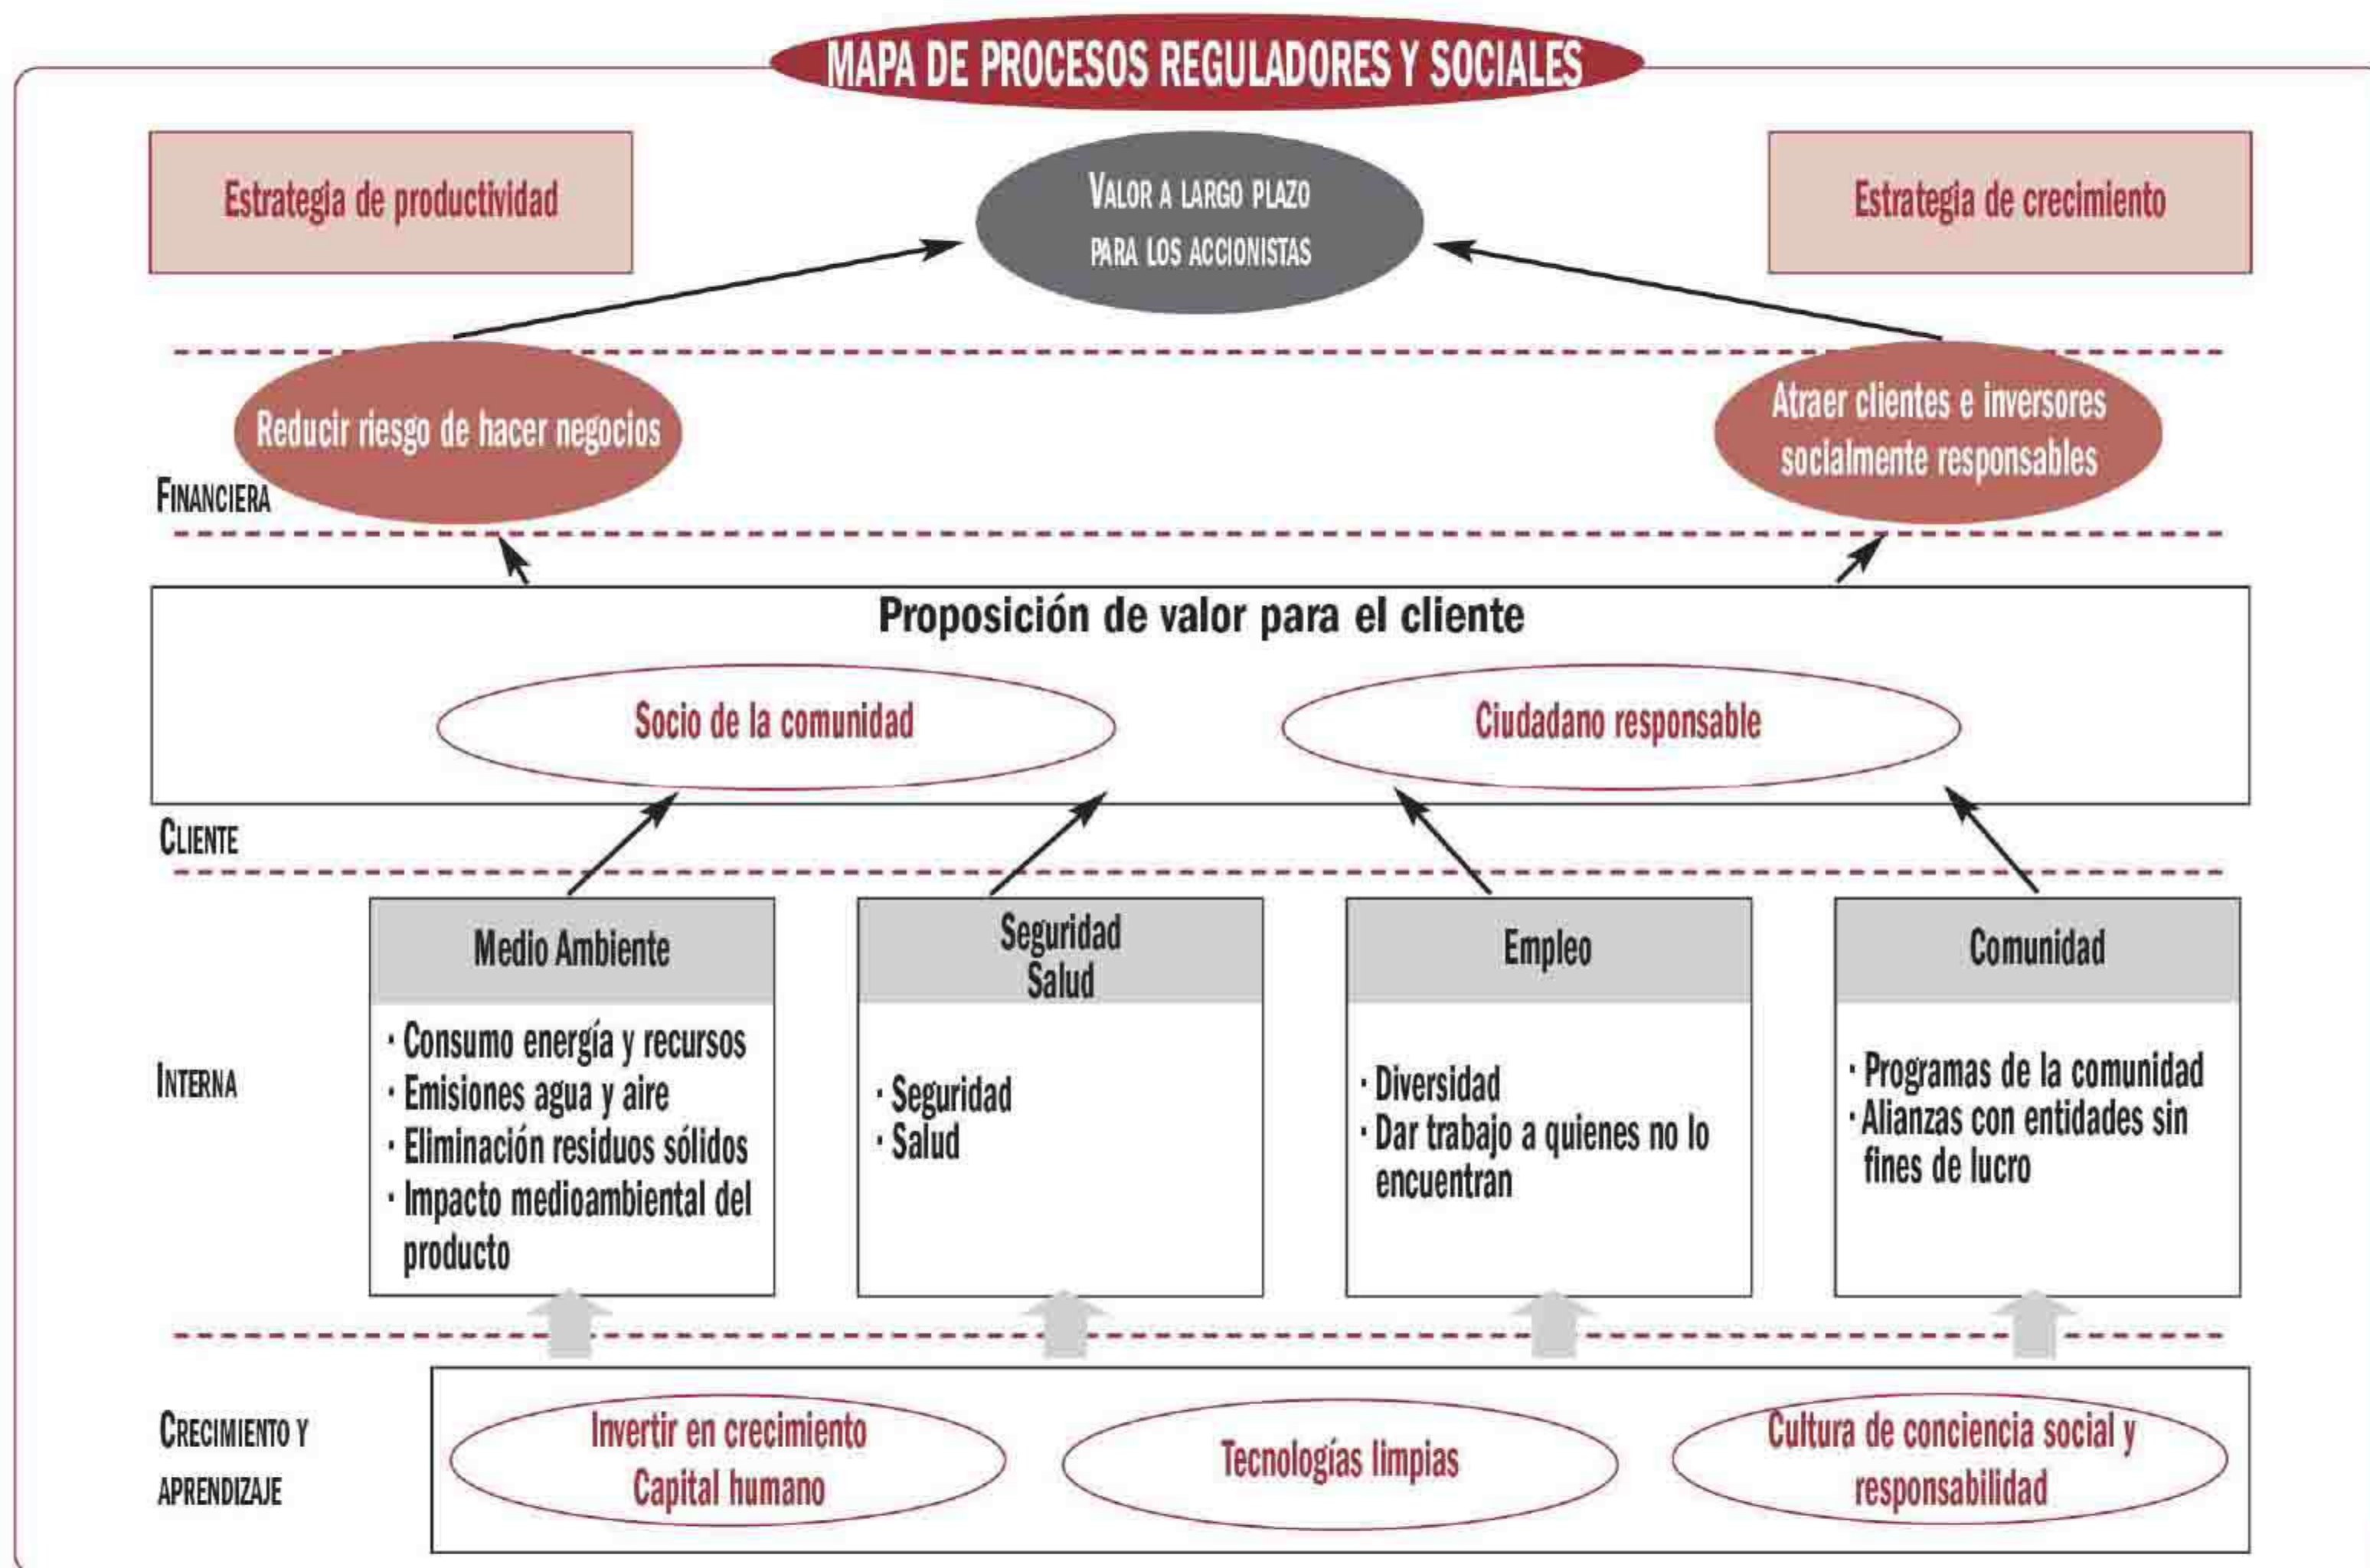 MAPA DE PROCESOS REGULADORES Y SOCIALES
Estrategia de productividad
VALOR A LARGO PLAZO
PARA LOS ACCIONISTAS
Estrategia de crecimiento
Reducir riesgo de hacer negocios
Atraer clientes e inversores
socialmente responsables
FINANCIERA
Proposición de valor para el cliente
Socio de la comunidad
Ciudadano responsable
CLIENTE
INTERNA
Medio Ambiente
· Consumo energía y recursos
· Emisiones agua y aire
· Eliminación residuos sólidos
· Impacto medioambiental del
producto
Seguridad
Salud
· Seguridad
· Salud
Empleo
· Diversidad
· Dar trabajo a quienes no lo
encuentran
Comunidad
· Programas de la comunidad
· Alianzas con entidades sin
fines de lucro
CRECIMIENTO Y
APRENDIZAJE
Invertir en crecimiento
Capital humano
Tecnologías limpias
Cultura de conciencia social y
responsabilidad